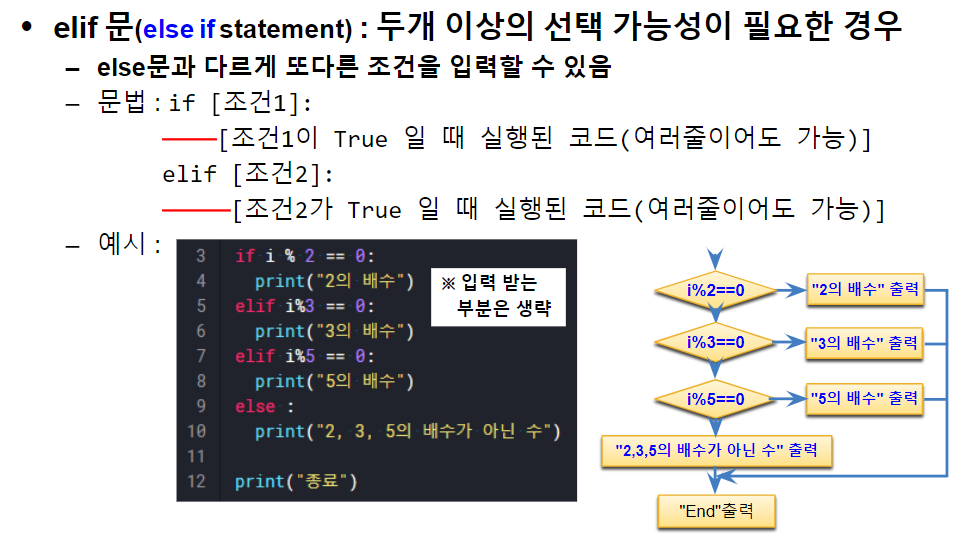 • elif 문(else if statement) : 두개 이상의 선택 가능성이 필요한 경우
– else문과 다르게 또다른 조건을 입력할 수 있음
– 문법 : if [조건1]:
[조건1이 True 일 때 실행된 코드(여러줄이어도 가능)]
elif [조건2]:
[조건2가 True 일 때 실행된 코드(여러줄이어도 가능)]
– 예시 :
3 if i % 2 == 0:
4 print("2의 배수")
5 elif i%3 == 0:
6 print("3의 배수")
7 elif i%5 == 0:
8 print("5의 배수")
9 else :
10 print("2, 3, 5의 배수가 아닌 수")
11
12 print("종료")
※ 입력 받는
부분은 생략
i%2==0
"2의 배수" 출력
i%3==0
"3의 배수" 출력
i%5==0
"5의 배수" 출력
"2,3,5의 배수가 아닌 수" 출력
"End"출력